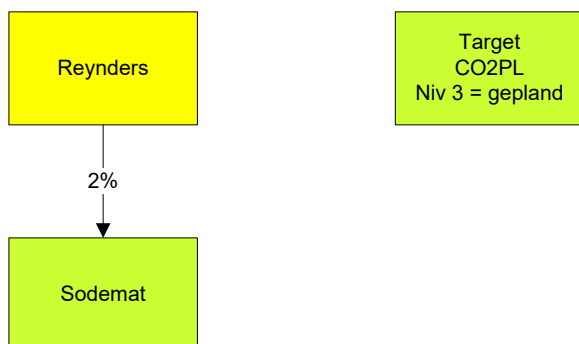 Reynders
Target
CO2PL
Niv 3 = gepland
2%
Sodemat